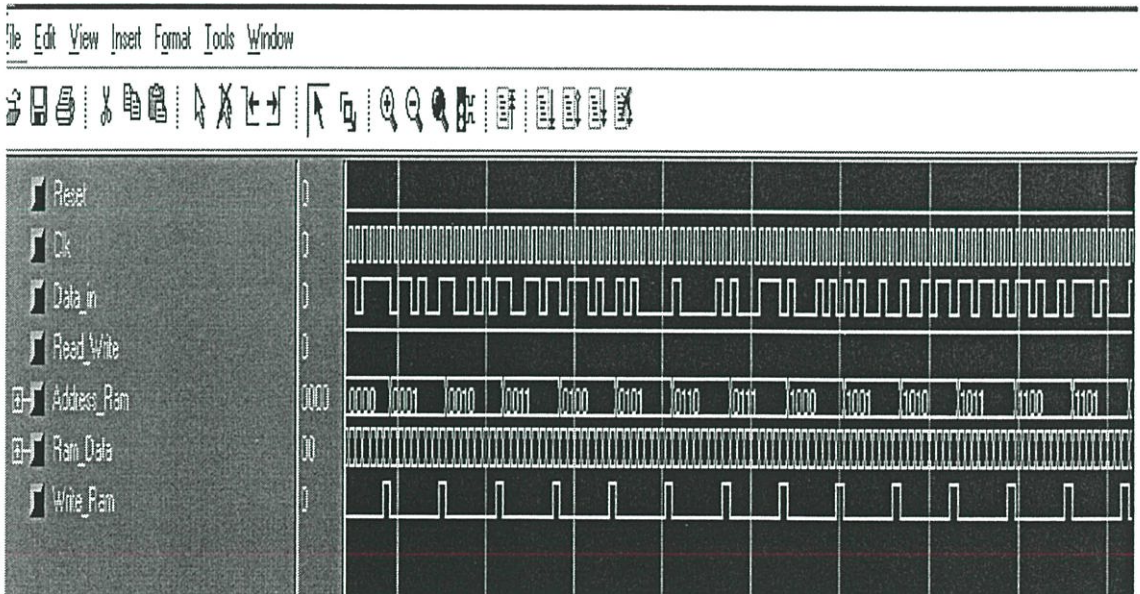 File Edit View Insert Format Tools Window
Reset 0
Clk 0
Data_in 0
Read_Write 0
Address_Ram 0000 0000 0001 0010 0011 0100 0101 0110 0111 1000 1001 1010 1011 1100 1101
Ram_Data 00
Write_Ram 0